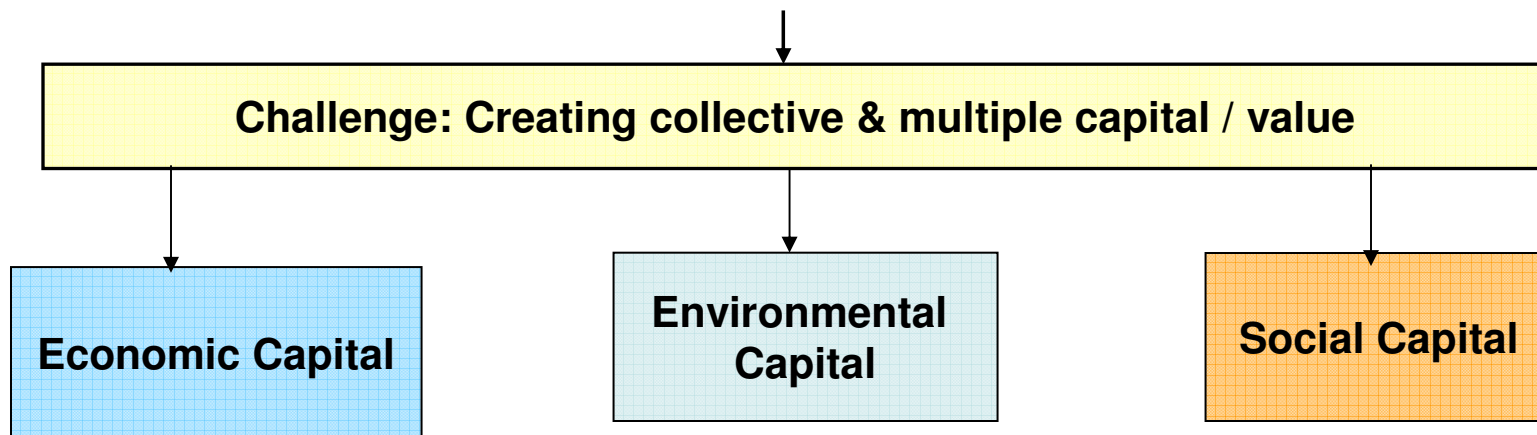 Challenge: Creating collective & multiple capital / value
Economic Capital
Environmental
Capital
Social Capital